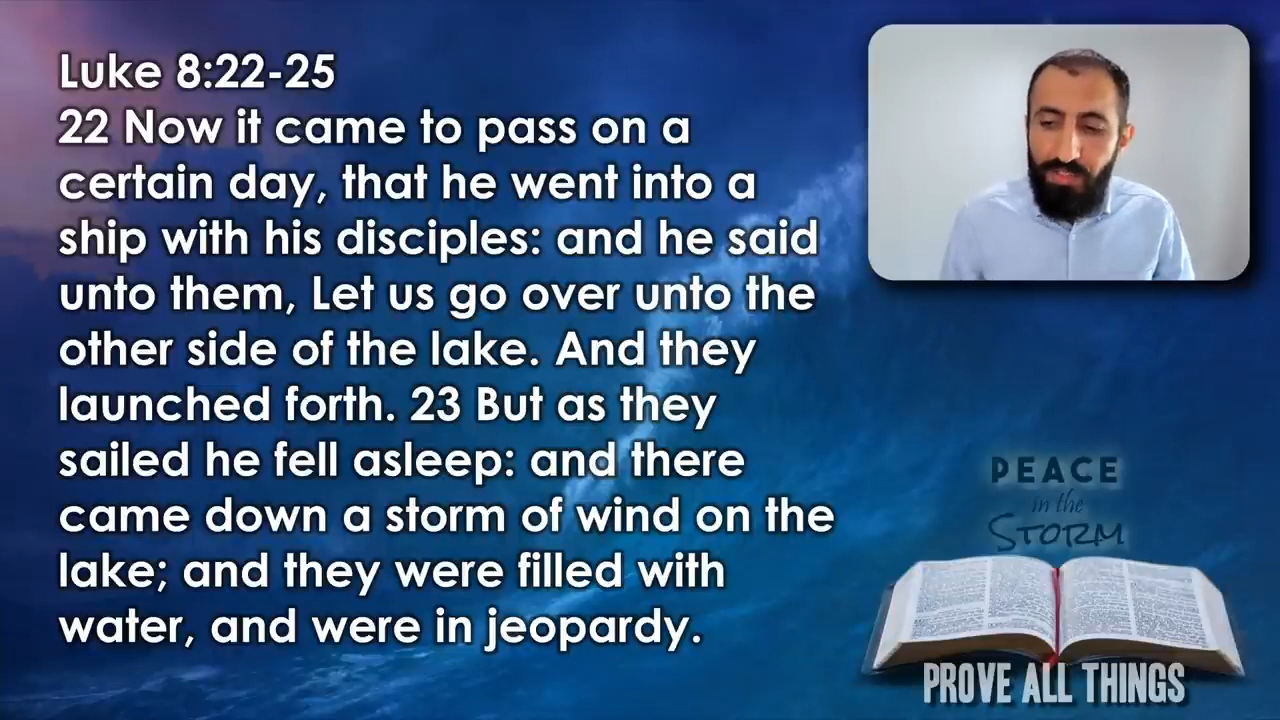 Luke 8:22-25
22 Now it came to pass on a
certain day, that he went into a
ship with his disciples: and he said
unto them, Let us go over unto the
other side of the lake. And they
launched forth. 23 But as they
sailed he fell asleep: and there
came down a storm of wind on the
lake; and they were filled with
water, and were in jeopardy.
PEACE
in the
STORM
PROVE ALL THINGS